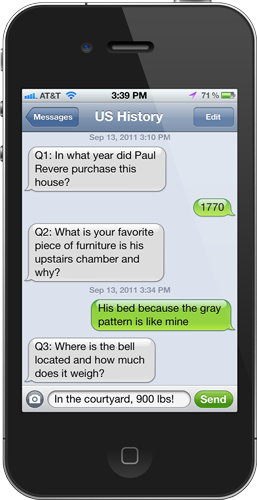 AT&T 3:39 PM 71%
Messages US History Edit
Sep 13, 2011 3:10 PM
Q1: In what year did Paul
Revere purchase this
house?
1770
Q2: What is your favorite
piece of furniture is his
upstairs chamber and
why?
Sep 13, 2011 3:34 PM
His bed because the gray
pattern is like mine
Q3: Where is the bell
located and how much
does it weigh?
In the courtyard, 900 lbs! Send